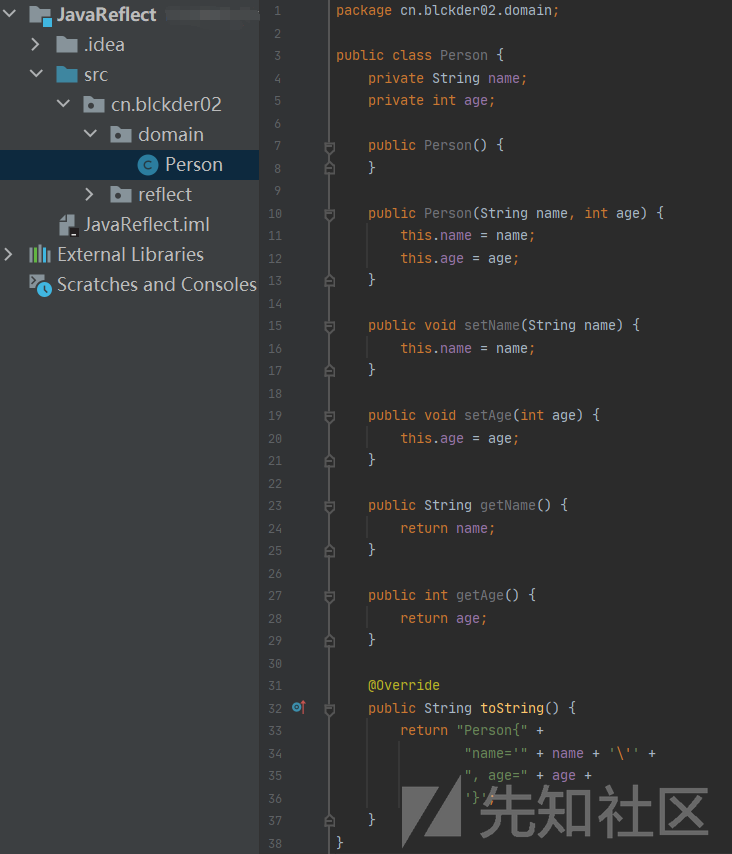 JavaReflect
.idea
src
cn.blckder02
domain
Person
reflect
JavaReflect.iml
External Libraries
Scratches and Consoles
1 package cn.blckder02.domain;
2
3 public class Person {
4     private String name;
5     private int age;
6
7     public Person() {
8     }
9
10     public Person(String name, int age) {
11         this.name = name;
12         this.age = age;
13     }
14
15     public void setName(String name) {
16         this.name = name;
17     }
18
19     public void setAge(int age) {
20         this.age = age;
21     }
22
23     public String getName() {
24         return name;
25     }
26
27     public int getAge() {
28         return age;
29     }
30
31     @Override
32     public String toString() {
33         return "Person{" +
34                 "name='" + name + '\'' +
35                 ", age=" + age +
36                 '}';
37     }
38 }
先知社区